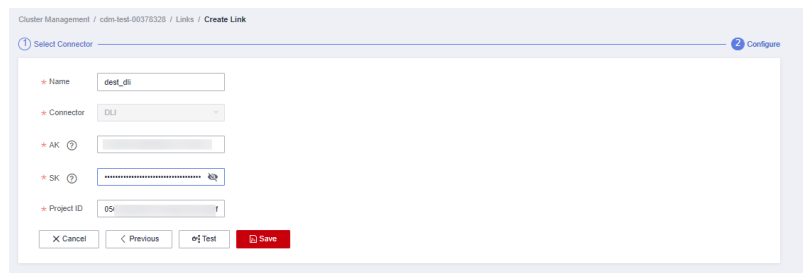 Cluster Management / cdm-test-00378328 / Links / Create Link
1 Select Connector
2 Configure
* Name dest_dli
* Connector DLI
* AK ?
* SK ? ••••••••••••••••••••••••••••••••••
* Project ID 05 f
Cancel Previous Test Save